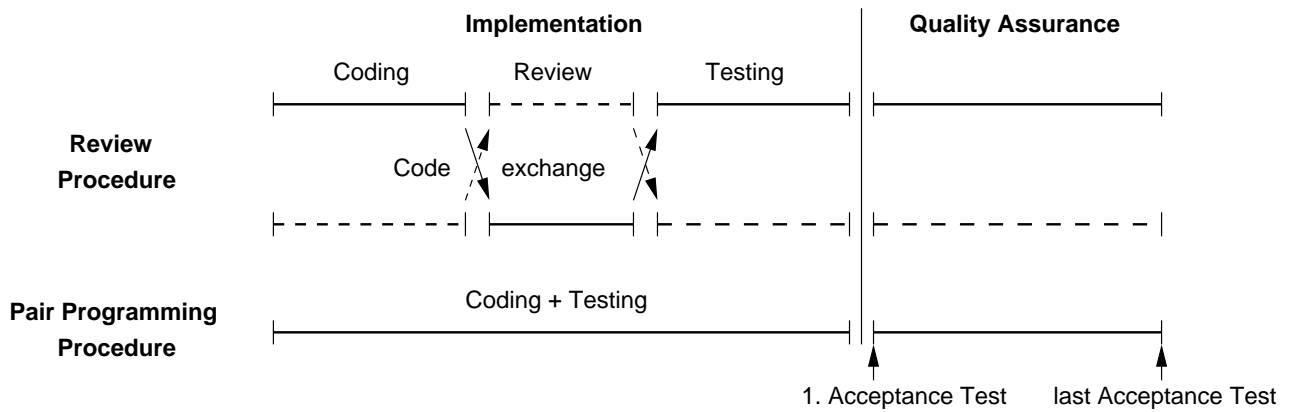 Implementation
Quality Assurance
Coding
Review
Testing
Review
Procedure
Code
exchange
Pair Programming
Procedure
Coding + Testing
1. Acceptance Test
last Acceptance Test